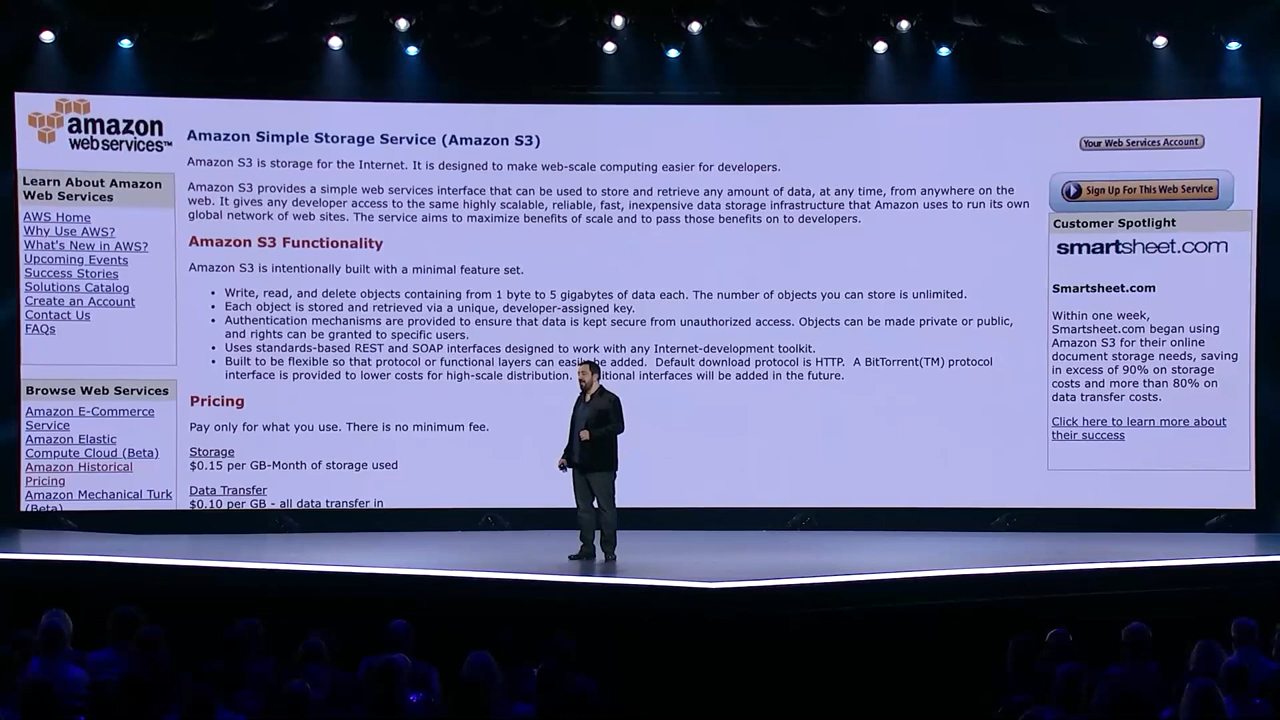 amazon
webservices™
Learn About Amazon
Web Services
AWS Home
Why Use AWS?
What's New in AWS?
Upcoming Events
Success Stories
Solutions Catalog
Create an Account
Contact Us
FAQs
Browse Web Services
Amazon E-Commerce
Service
Amazon Elastic
Compute Cloud (Beta)
Amazon Historical
Pricing
Amazon Mechanical Turk
(Beta)
Amazon Simple Storage Service (Amazon S3)
Amazon S3 is storage for the Internet. It is designed to make web-scale computing easier for developers.
Amazon S3 provides a simple web services interface that can be used to store and retrieve any amount of data, at any time, from anywhere on the
web. It gives any developer access to the same highly scalable, reliable, fast, inexpensive data storage infrastructure that Amazon uses to run its own
global network of web sites. The service aims to maximize benefits of scale and to pass those benefits on to developers.
Amazon S3 Functionality
Amazon S3 is intentionally built with a minimal feature set.
• Write, read, and delete objects containing from 1 byte to 5 gigabytes of data each. The number of objects you can store is unlimited.
• Each object is stored and retrieved via a unique, developer-assigned key.
• Authentication mechanisms are provided to ensure that data is kept secure from unauthorized access. Objects can be made private or public,
and rights can be granted to specific users.
• Uses standards-based REST and SOAP interfaces designed to work with any Internet-development toolkit.
• Built to be flexible so that protocol or functional layers can easily be added. Default download protocol is HTTP. A BitTorrent(TM) protocol
interface is provided to lower costs for high-scale distribution. interfaces will be added in the future.
Pricing
Pay only for what you use. There is no minimum fee.
Storage
$0.15 per GB-Month of storage used
Data Transfer
$0.10 per GB - all data transfer in
Your Web Services Account
Sign Up For This Web Service
Customer Spotlight
smartsheet.com
Smartsheet.com
Within one week,
Smartsheet.com began using
Amazon S3 for their online
document storage needs, saving
in excess of 90% on storage
costs and more than 80% on
data transfer costs.
Click here to learn more about
their success